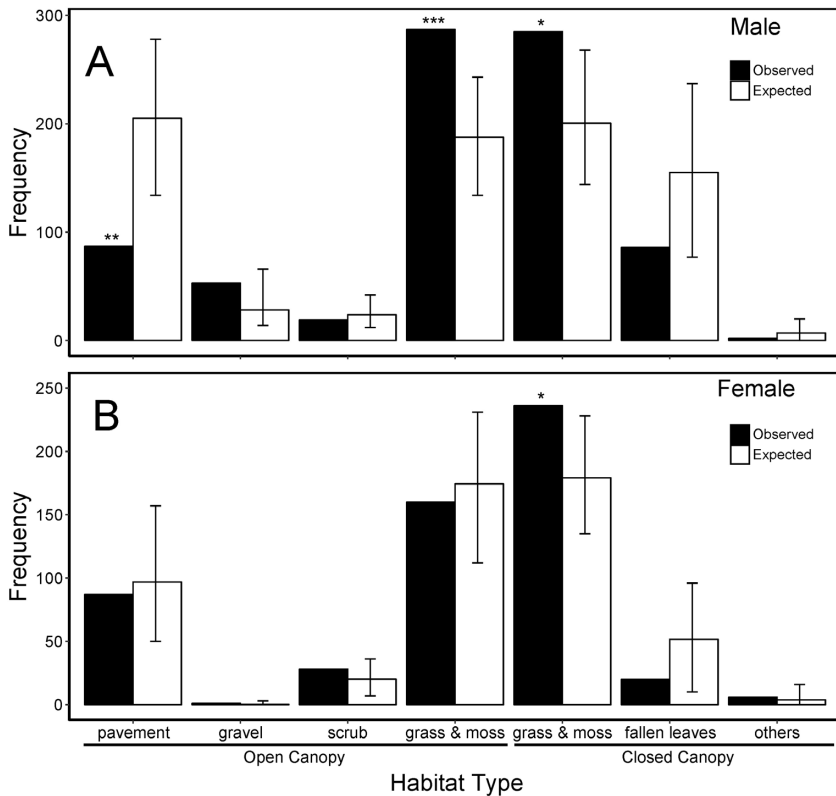 300
200
100
0
Frequency
A
**
***
*
Male
Observed
Expected
250
200
150
100
50
0
Frequency
B
*
Female
Observed
Expected
pavement gravel scrub grass & moss grass & moss fallen leaves others
Open Canopy Closed Canopy
Habitat Type